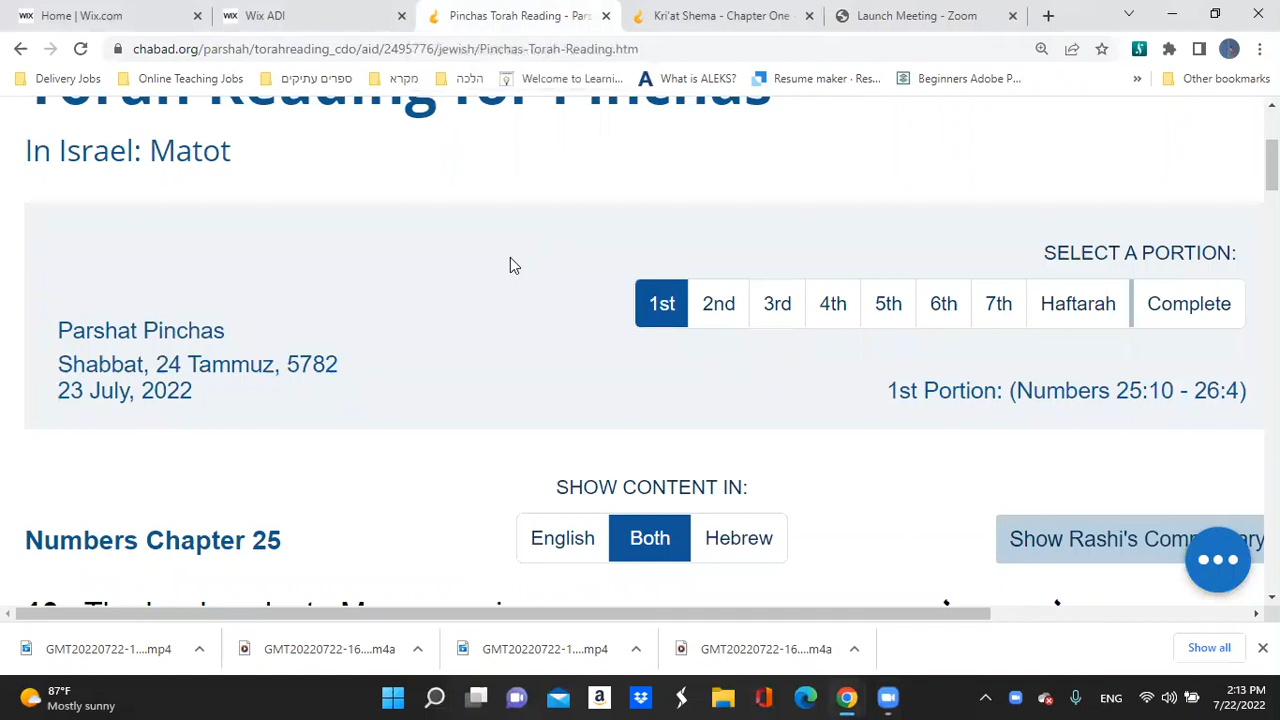 Home | Wix.com
Wix ADI
Pinchas Torah Reading - Pars
Kri'at Shema - Chapter One -
Launch Meeting - Zoom
chabad.org/parshah/torahreading_cdo/aid/2495776/jewish/Pinchas-Torah-Reading.htm
Delivery Jobs
Online Teaching Jobs
ספרים עתיקים
מקרא
הלכה
Welcome to Learni...
What is ALEKS?
Resume maker · Res...
Beginners Adobe P...
»
Other bookmarks
Torah Reading for Pinchas
In Israel: Matot
SELECT A PORTION:
1st 2nd 3rd 4th 5th 6th 7th Haftarah Complete
Parshat Pinchas
Shabbat, 24 Tammuz, 5782
23 July, 2022
1st Portion: (Numbers 25:10 - 26:4)
SHOW CONTENT IN:
Numbers Chapter 25
English Both Hebrew
Show Rashi's Com
GMT20220722-1....mp4
GMT20220722-16....m4a
GMT20220722-1....mp4
GMT20220722-16....m4a
Show all
87°F
Mostly sunny
ENG
2:13 PM
7/22/2022